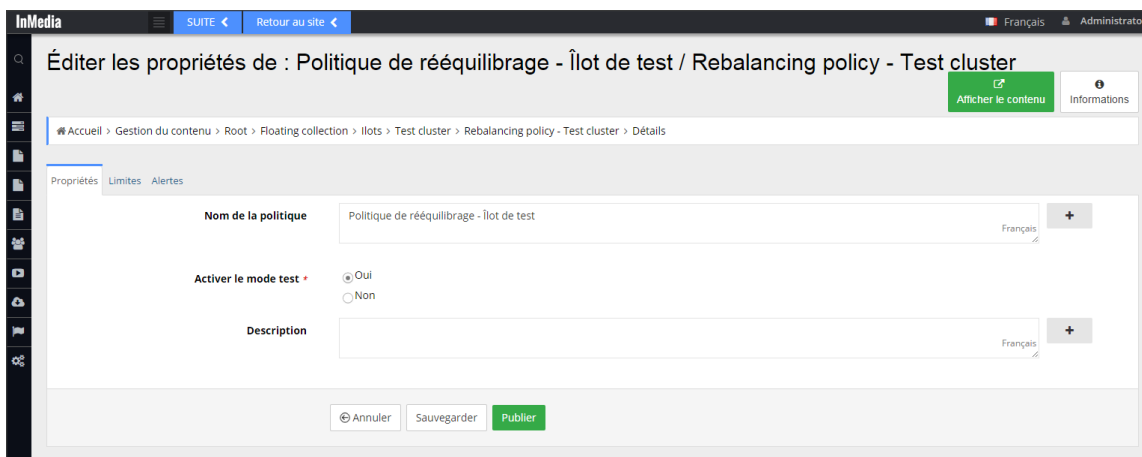 InMedia SUITE Retour au site Français Administrato
Éditer les propriétés de : Politique de rééquilibrage - Îlot de test / Rebalancing policy - Test cluster
Afficher le contenu Informations
Accueil > Gestion du contenu > Root > Floating collection > Ilots > Test cluster > Rebalancing policy - Test cluster > Détails
Propriétés Limites Alertes
Nom de la politique Politique de rééquilibrage - Îlot de test +
Français
Activer le mode test * Oui
Non
Description +
Français
Annuler Sauvegarder Publier